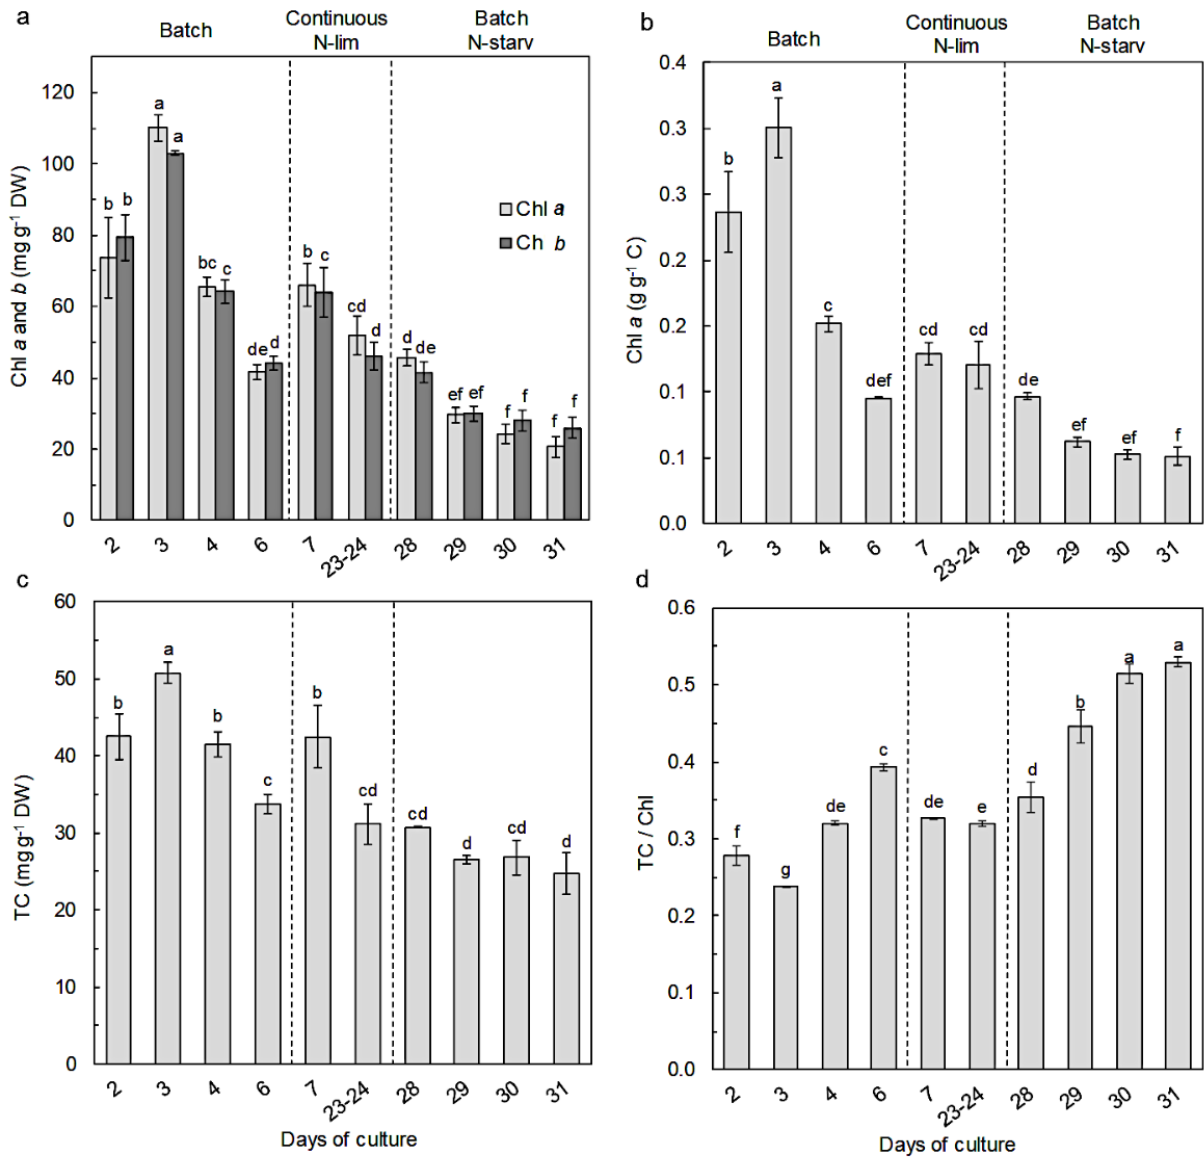 a
Batch
Continuous
N-lim
Batch
N-starv
Chl a and b (mg g-1 DW)
120
100
80
60
40
20
0
b b a a bc c de d b c cd d d de ef ef f f f f
Chl a
Ch b
2 3 4 6 7 23-24 28 29 30 31
b
Batch
Continuous
N-lim
Batch
N-starv
Chl a (g g-1 C)
0.4
0.3
0.3
0.2
0.2
0.1
0.1
0.0
b a c def cd cd de ef ef f
2 3 4 6 7 23-24 28 29 30 31
c
TC (mg g-1 DW)
60
50
40
30
20
10
0
b a b c b cd cd d cd d
2 3 4 6 7 23-24 28 29 30 31
Days of culture
d
TC / Chl
0.6
0.5
0.4
0.3
0.2
0.1
0.0
f g de c de e d b a a
2 3 4 6 7 23-24 28 29 30 31
Days of culture